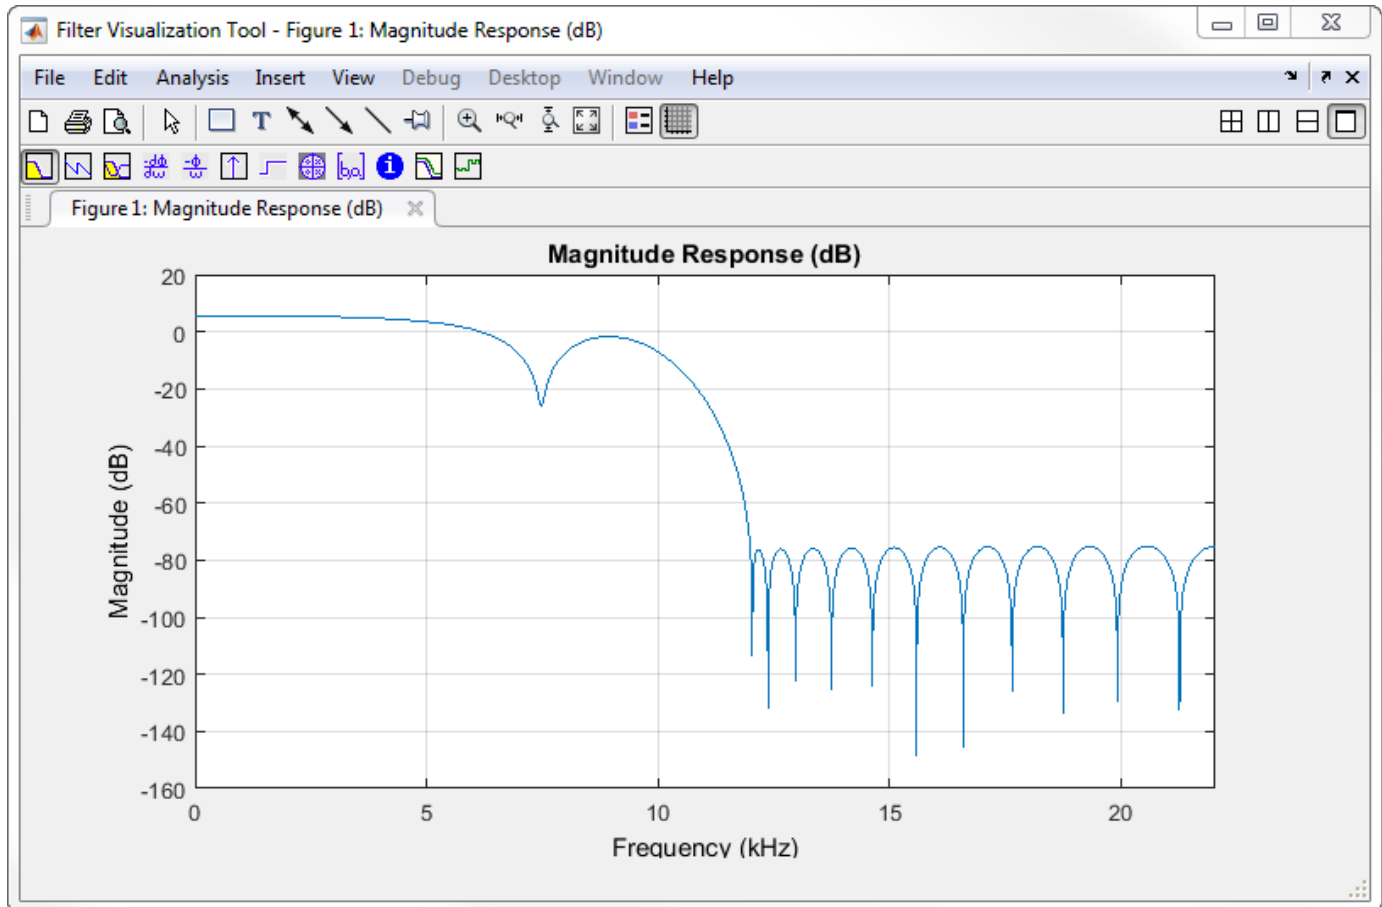 Filter Visualization Tool - Figure 1: Magnitude Response (dB)
File Edit Analysis Insert View Debug Desktop Window Help
Figure 1: Magnitude Response (dB)
Magnitude Response (dB)
20
0
-20
-40
-60
-80
-100
-120
-140
-160
Magnitude (dB)
0 5 10 15 20
Frequency (kHz)